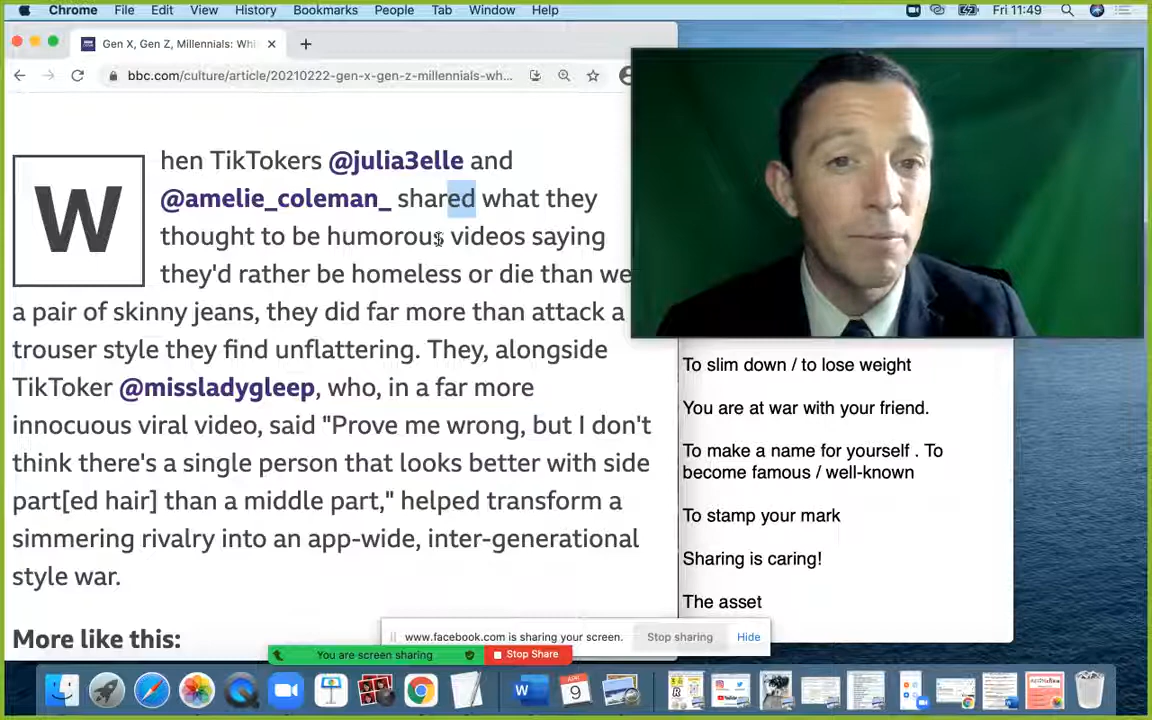 Chrome File Edit View History Bookmarks People Tab Window Help Fri 11:49
Gen X, Gen Z, Millennials: Whi
bbc.com/culture/article/20210222-gen-x-gen-z-millennials-wh...
When TikTokers @julia3elle and
@amelie_coleman_ shared what they
thought to be humorous videos saying
they'd rather be homeless or die than we
a pair of skinny jeans, they did far more than attack a
trouser style they find unflattering. They, alongside
TikToker @missladygleep, who, in a far more
innocuous viral video, said "Prove me wrong, but I don't
think there's a single person that looks better with side
part[ed hair] than a middle part," helped transform a
simmering rivalry into an app-wide, inter-generational
style war.
More like this:
To slim down / to lose weight
You are at war with your friend.
To make a name for yourself . To
become famous / well-known
To stamp your mark
Sharing is caring!
The asset
www.facebook.com is sharing your screen. Stop sharing Hide
You are screen sharing Stop Share
APR
9